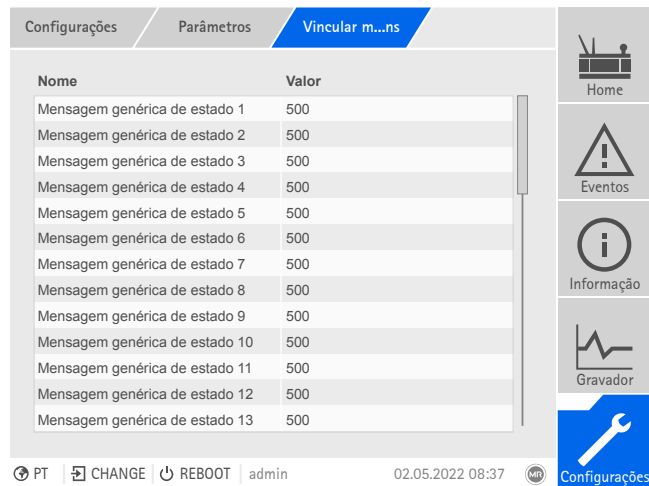 Configurações Parâmetros Vincular m...ns
Nome Valor
Mensagem genérica de estado 1 500
Mensagem genérica de estado 2 500
Mensagem genérica de estado 3 500
Mensagem genérica de estado 4 500
Mensagem genérica de estado 5 500
Mensagem genérica de estado 6 500
Mensagem genérica de estado 7 500
Mensagem genérica de estado 8 500
Mensagem genérica de estado 9 500
Mensagem genérica de estado 10 500
Mensagem genérica de estado 11 500
Mensagem genérica de estado 12 500
Mensagem genérica de estado 13 500
Home
Eventos
Informação
Gravador
Configurações
PT CHANGE REBOOT admin 02.05.2022 08:37 MR